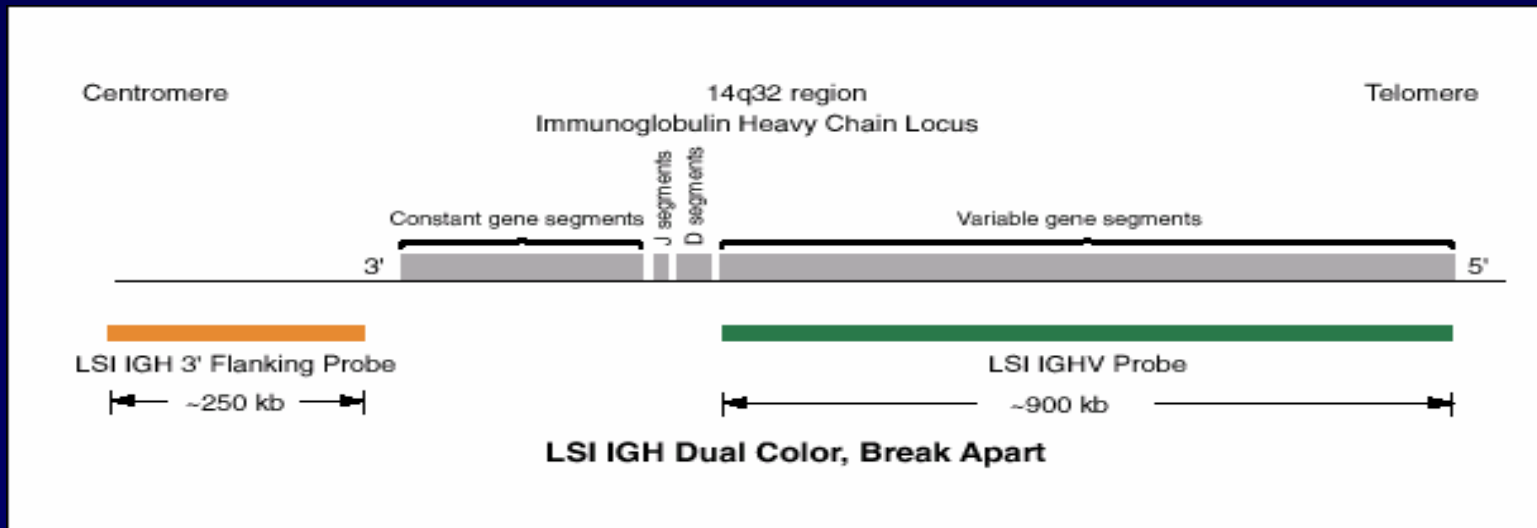 Centromere
14q32 region
Telomere
Immunoglobulin Heavy Chain Locus
J segments
D segments
Constant gene segments
Variable gene segments
3'
5'
LSI IGH 3' Flanking Probe
LSI IGHV Probe
~250 kb
~900 kb
LSI IGH Dual Color, Break Apart